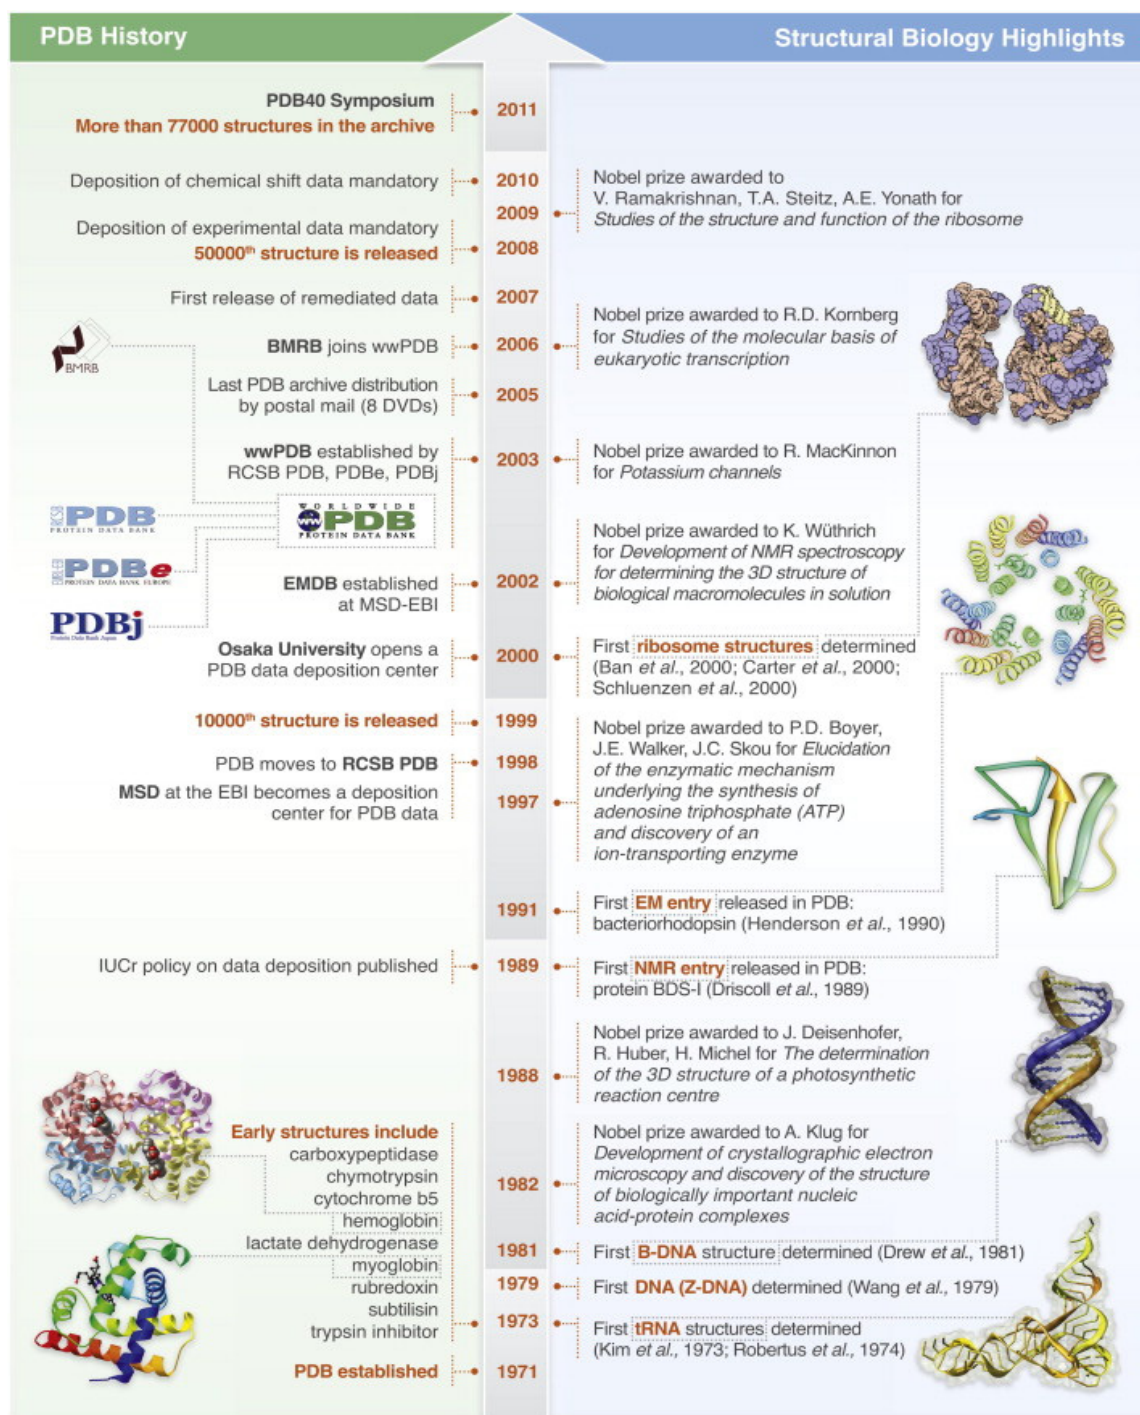 PDB History
Structural Biology Highlights
PDB40 Symposium
More than 77000 structures in the archive
2011
Deposition of chemical shift data mandatory
2010
Nobel prize awarded to
V. Ramakrishnan, T.A. Steitz, A.E. Yonath for
Studies of the structure and function of the ribosome
2009
Deposition of experimental data mandatory
50000th structure is released
2008
First release of remediated data
2007
Nobel prize awarded to R.D. Kornberg
for Studies of the molecular basis of
eukaryotic transcription
BMRB
BMRB joins wwPDB
2006
Last PDB archive distribution
by postal mail (8 DVDs)
2005
wwPDB established by
RCSB PDB, PDBe, PDBj
2003
Nobel prize awarded to R. MacKinnon
for Potassium channels
WORLDWIDE
ww PDB
PROTEIN DATA BANK
RCSB PDB
PROTEIN DATA BANK
PDBe
PROTEIN DATA BANK EUROPE
PDBj
Protein Data Bank Japan
Nobel prize awarded to K. Wüthrich
for Development of NMR spectroscopy
for determining the 3D structure of
biological macromolecules in solution
EMDB established
at MSD-EBI
2002
Osaka University opens a
PDB data deposition center
2000
First ribosome structures determined
(Ban et al., 2000; Carter et al., 2000;
Schluenzen et al., 2000)
10000th structure is released
1999
PDB moves to RCSB PDB
1998
MSD at the EBI becomes a deposition
center for PDB data
1997
Nobel prize awarded to P.D. Boyer,
J.E. Walker, J.C. Skou for Elucidation
of the enzymatic mechanism
underlying the synthesis of
adenosine triphosphate (ATP)
and discovery of an
ion-transporting enzyme
1991
First EM entry released in PDB:
bacteriorhodopsin (Henderson et al., 1990)
IUCr policy on data deposition published
1989
First NMR entry released in PDB:
protein BDS-I (Driscoll et al., 1989)
1988
Nobel prize awarded to J. Deisenhofer,
R. Huber, H. Michel for The determination
of the 3D structure of a photosynthetic
reaction centre
Early structures include
carboxypeptidase
chymotrypsin
cytochrome b5
hemoglobin
lactate dehydrogenase
myoglobin
rubredoxin
subtilisin
trypsin inhibitor
1982
Nobel prize awarded to A. Klug for
Development of crystallographic electron
microscopy and discovery of the structure
of biologically important nucleic
acid-protein complexes
1981
First B-DNA structure determined (Drew et al., 1981)
1979
First DNA (Z-DNA) determined (Wang et al., 1979)
1973
First tRNA structures determined
(Kim et al., 1973; Robertus et al., 1974)
PDB established
1971